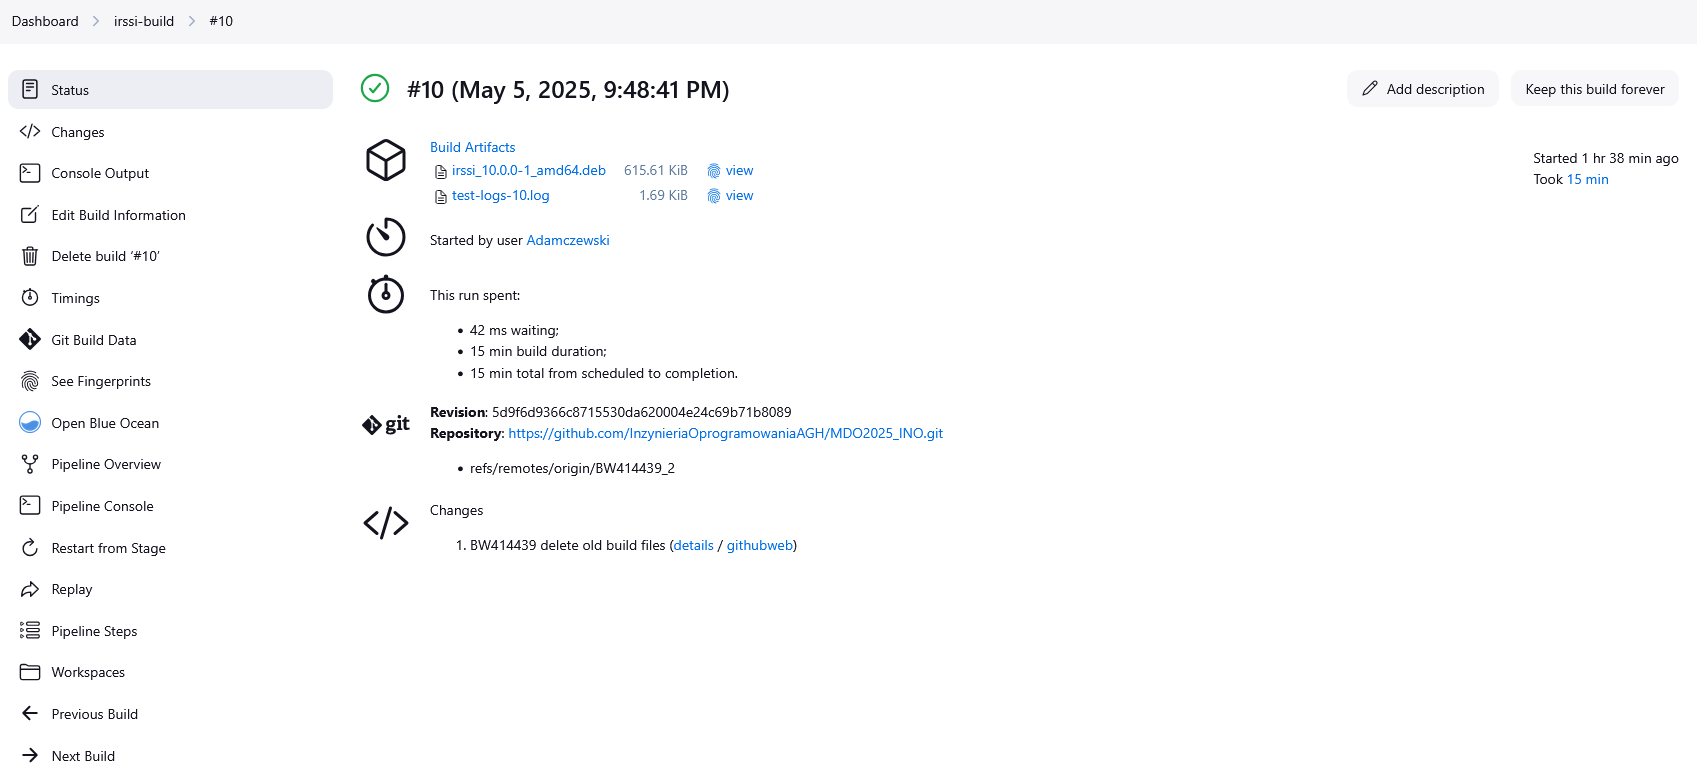 Dashboard > irssi-build > #10
Status
Changes
Console Output
Edit Build Information
Delete build ‘#10’
Timings
Git Build Data
See Fingerprints
Open Blue Ocean
Pipeline Overview
Pipeline Console
Restart from Stage
Replay
Pipeline Steps
Workspaces
Previous Build
Next Build
#10 (May 5, 2025, 9:48:41 PM)
Add description
Keep this build forever
Started 1 hr 38 min ago
Took 15 min
Build Artifacts
irssi_10.0.0-1_amd64.deb 615.61 KiB view
test-logs-10.log 1.69 KiB view
Started by user Adamczewski
This run spent:
• 42 ms waiting;
• 15 min build duration;
• 15 min total from scheduled to completion.
git
Revision: 5d9f6d9366c8715530da620004e24c69b71b8089
Repository: https://github.com/InzynieriaOprogramowaniaAGH/MDO2025_INO.git
• refs/remotes/origin/BW414439_2
Changes
1. BW414439 delete old build files (details / githubweb)